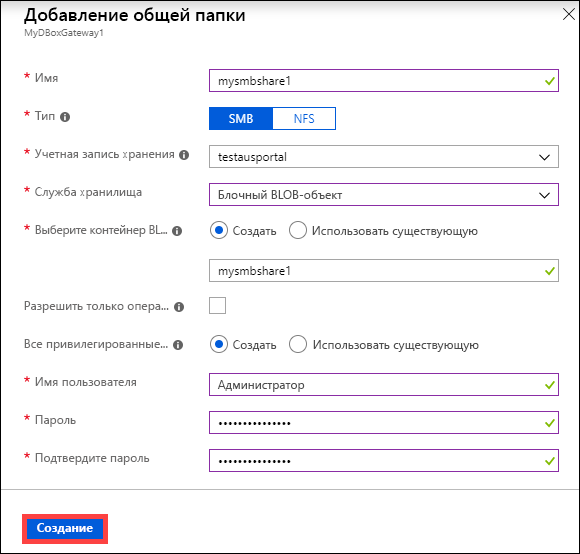 Добавление общей папки
MyDBoxGateway1
* Имя mysmbshare1
* Тип SMB NFS
* Учетная запись хранения testausportal
* Служба хранилища Блочный BLOB-объект
* Выберите контейнер BL... Создать Использовать существующую
mysmbshare1
Разрешить только опера...
Все привилегированные... Создать Использовать существующую
* Имя пользователя Администратор
* Пароль •••••••••••••••
* Подтвердите пароль •••••••••••••••
Создание